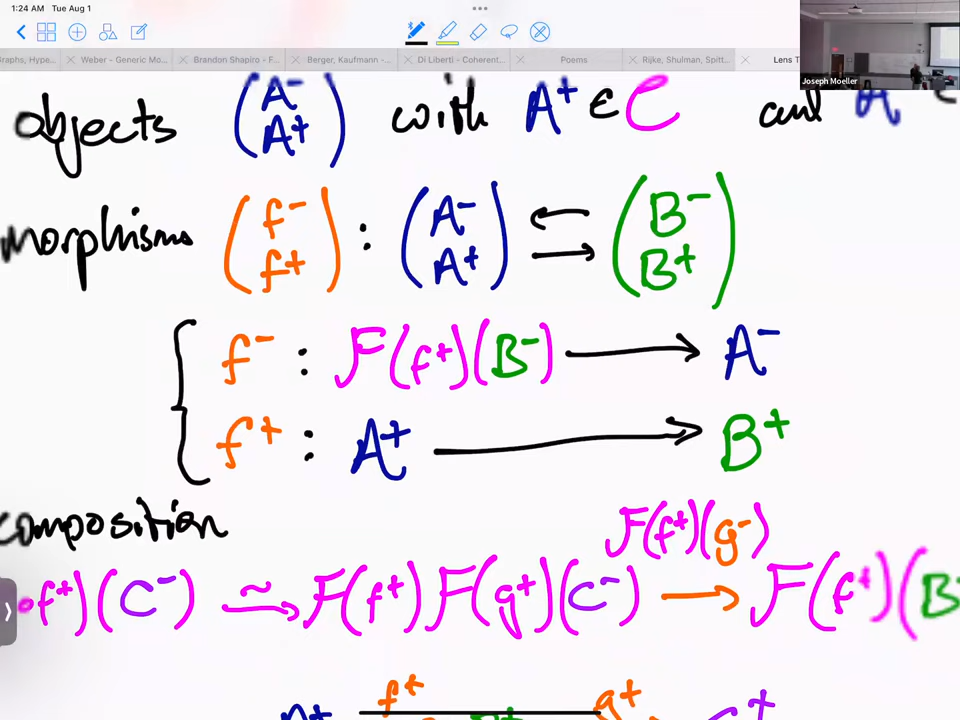 1:24 AM Tue Aug 1
raphs, Hype... Weber - Generic Mo... Brandon Shapiro - F... Berger, Kaufmann -... Di Liberti - Coherent... Poems Rijke, Shulman, Spitt... Lens T
Joseph Moeller
objects (A⁻ A⁺) with A⁺ ∈ C and A⁻ ∈
morphisms (f⁻ f⁺) : (A⁻ A⁺) ⇆ (B⁻ B⁺)
{ f⁻ : F(f⁺)(B⁻) ⟶ A⁻
f⁺ : A⁺ ⟶ B⁺
composition
F(f⁺)(g⁻)
∘f⁺)(C⁻) ⥲ F(f⁺)F(g⁺)(C⁻) ⟶ F(f⁺)(B⁻
f⁺ g⁺